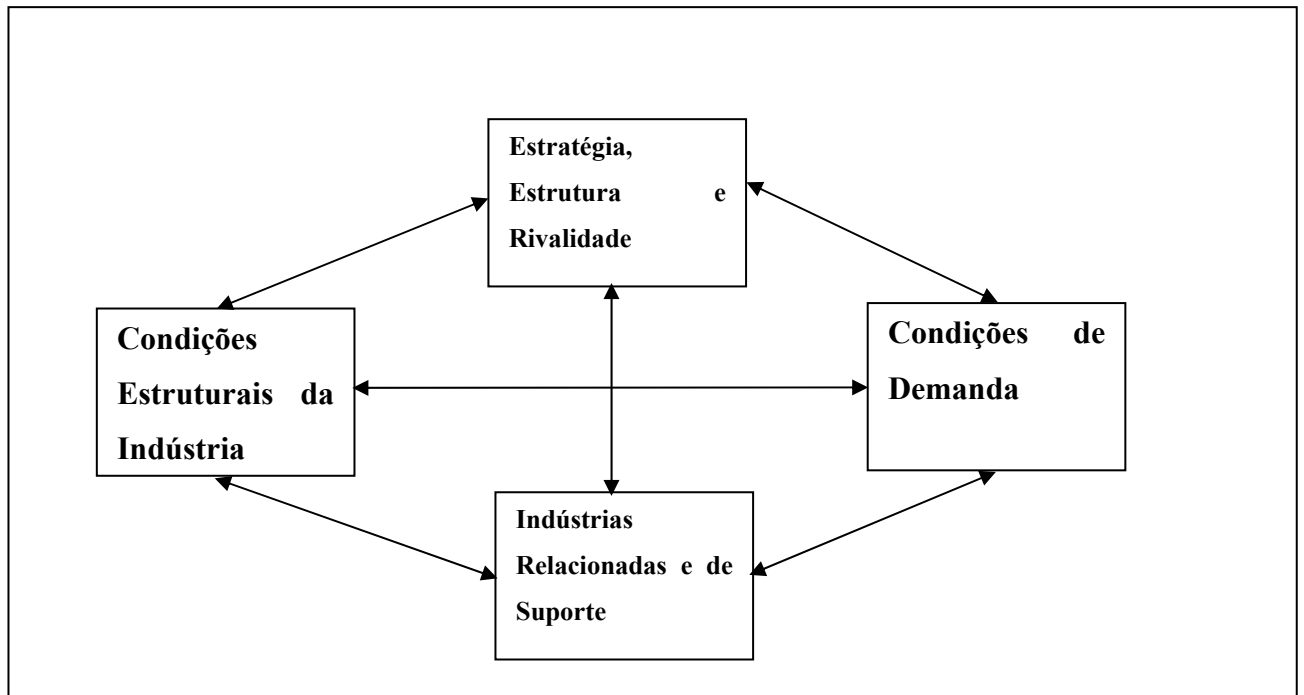 Estratégia,
Estrutura e
Rivalidade
Condições
Estruturais da
Indústria
Condições de
Demanda
Indústrias
Relacionadas e de
Suporte